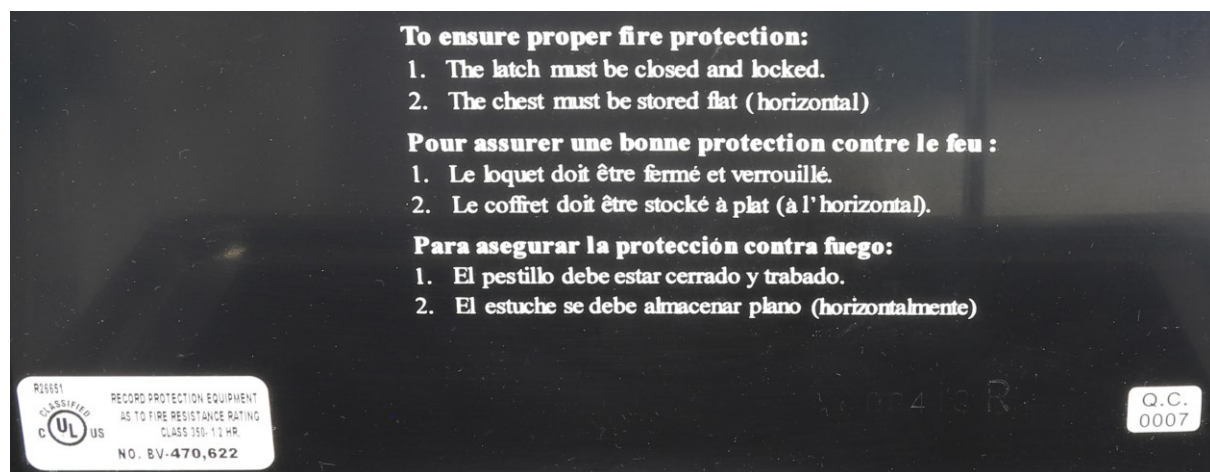 To ensure proper fire protection:
1. The latch must be closed and locked.
2. The chest must be stored flat (horizontal)
Pour assurer une bonne protection contre le feu :
1. Le loquet doit être fermé et verrouillé.
2. Le coffret doit être stocké à plat (à l'horizontal).
Para asegurar la protección contra fuego:
1. El pestillo debe estar cerrado y trabado.
2. El estuche se debe almacenar plano (horizontalmente)
R26651
CLASSIFIED
C UL US
RECORD PROTECTION EQUIPMENT
AS TO FIRE RESISTANCE RATING
CLASS 350- 1 2 HR.
NO. BV-470,622
R
Q.C.
0007